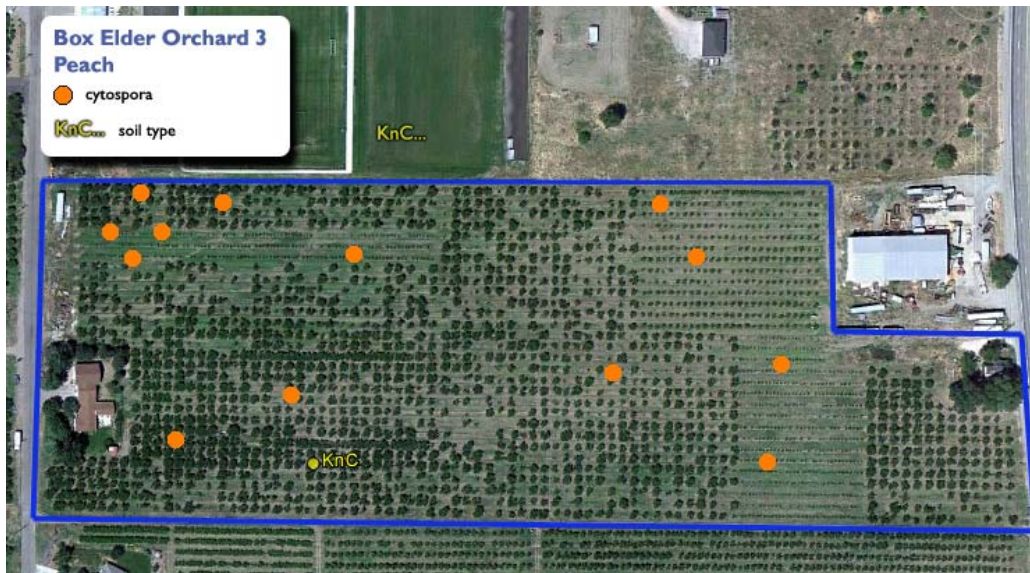 Box Elder Orchard 3
Peach
cytospora
KnC... soil type
KnC...
KnC